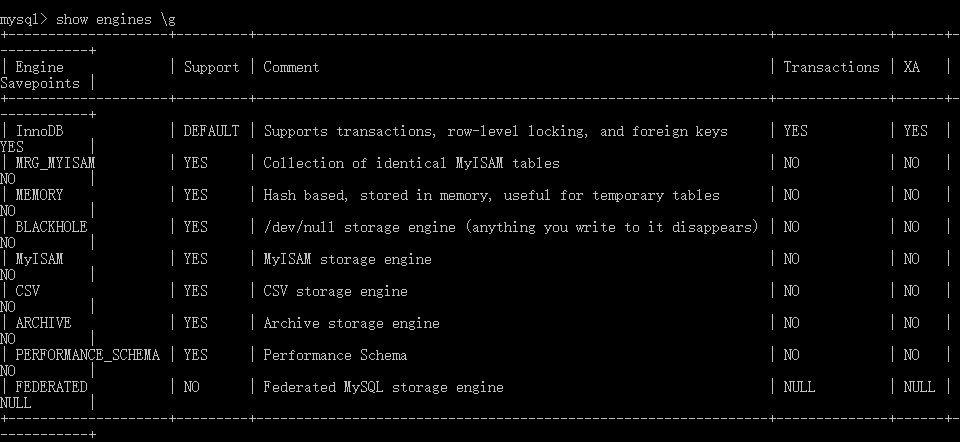 mysql> show engines \g
+--------------------+---------+----------------------------------------------------------------+--------------+------+-
-----------+
| Engine             | Support | Comment                                                        | Transactions | XA   |
Savepoints |
+--------------------+---------+----------------------------------------------------------------+--------------+------+-
-----------+
| InnoDB             | DEFAULT | Supports transactions, row-level locking, and foreign keys     | YES          | YES  |
YES        |
| MRG_MYISAM         | YES     | Collection of identical MyISAM tables                          | NO           | NO   |
NO         |
| MEMORY             | YES     | Hash based, stored in memory, useful for temporary tables      | NO           | NO   |
NO         |
| BLACKHOLE          | YES     | /dev/null storage engine (anything you write to it disappears) | NO           | NO   |
NO         |
| MyISAM             | YES     | MyISAM storage engine                                          | NO           | NO   |
NO         |
| CSV                | YES     | CSV storage engine                                             | NO           | NO   |
NO         |
| ARCHIVE            | YES     | Archive storage engine                                         | NO           | NO   |
NO         |
| PERFORMANCE_SCHEMA | YES     | Performance Schema                                             | NO           | NO   |
NO         |
| FEDERATED          | NO      | Federated MySQL storage engine                                 | NULL         | NULL |
NULL       |
+--------------------+---------+----------------------------------------------------------------+--------------+------+-
-----------+